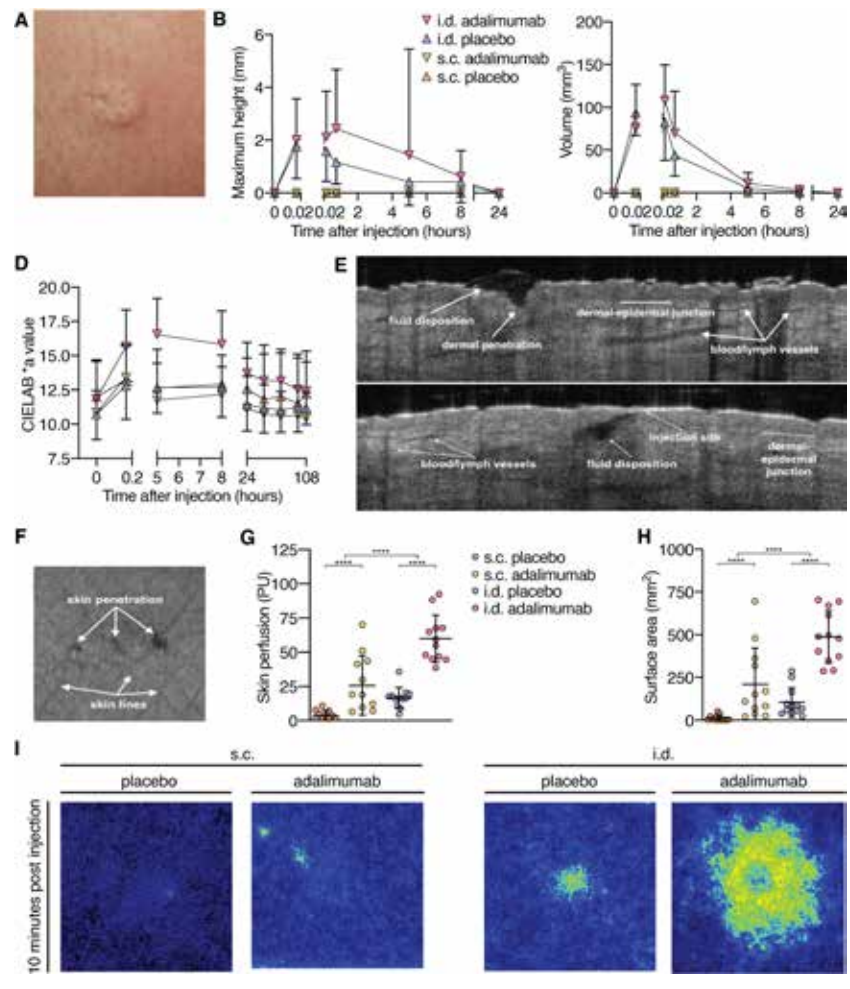 A
B
i.d. adalimumab
i.d. placebo
s.c. adalimumab
s.c. placebo
Maximum height (mm)
6
4
2
0
0 0.02 0.02 2 4 6 8 24
Time after injection (hours)
Volume (mm³)
200
150
100
50
0
0 0.02 0.02 2 4 6 8 24
Time after injection (hours)
D
CIELAB *a value
20.0
17.5
15.0
12.5
10.0
7.5
0 0.2 5 6 7 8 24 108
Time after injection (hours)
E
fluid disposition
dermal penetration
dermal-epidermal junction
blood/lymph vessels
blood/lymph vessels
fluid disposition
injection site
dermal-
epidermal
junction
F
skin penetration
skin lines
G
Skin perfusion (PU)
125
100
75
50
25
0
****
**** ****
s.c. placebo
s.c. adalimumab
i.d. placebo
i.d. adalimumab
H
Surface area (mm²)
1000
750
500
250
0
****
**** ****
I
s.c. i.d.
placebo adalimumab placebo adalimumab
10 minutes post injection